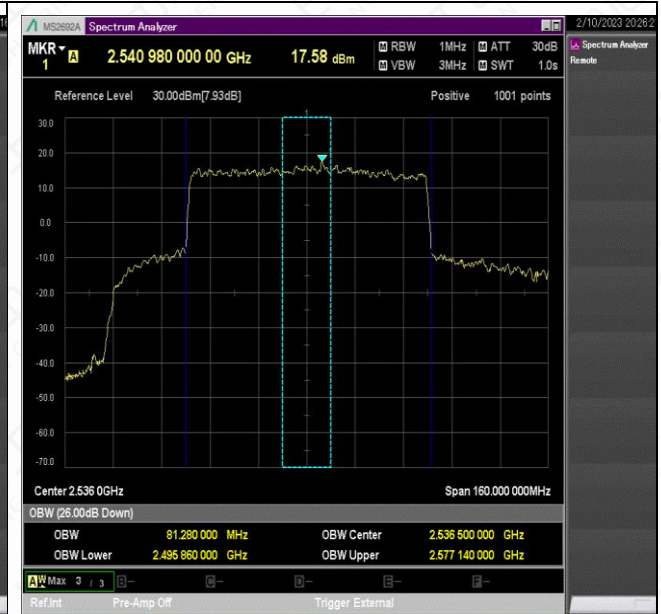 16
MS2692A Spectrum Analyzer
2/10/2023 20:26:2
MKR 1 A 2.540 980 000 00 GHz 17.58 dBm M RBW 1MHz M ATT 30dB
M VBW 3MHz M SWT 1.0s
Spectrum Analyzer
Remote
Reference Level 30.00dBm[7.93dB] Positive 1001 points
30.0
20.0
10.0
0.0
-10.0
-20.0
-30.0
-40.0
-50.0
-60.0
-70.0
Center 2.536 0GHz Span 160.000 000MHz
OBW (26.00dB Down)
OBW 81.280 000 MHz OBW Center 2.536 500 000 GHz
OBW Lower 2.495 860 000 GHz OBW Upper 2.577 140 000 GHz
A W Max 3 / 3 B- C- D- E- F-
Ref.Int Pre-Amp Off Trigger External